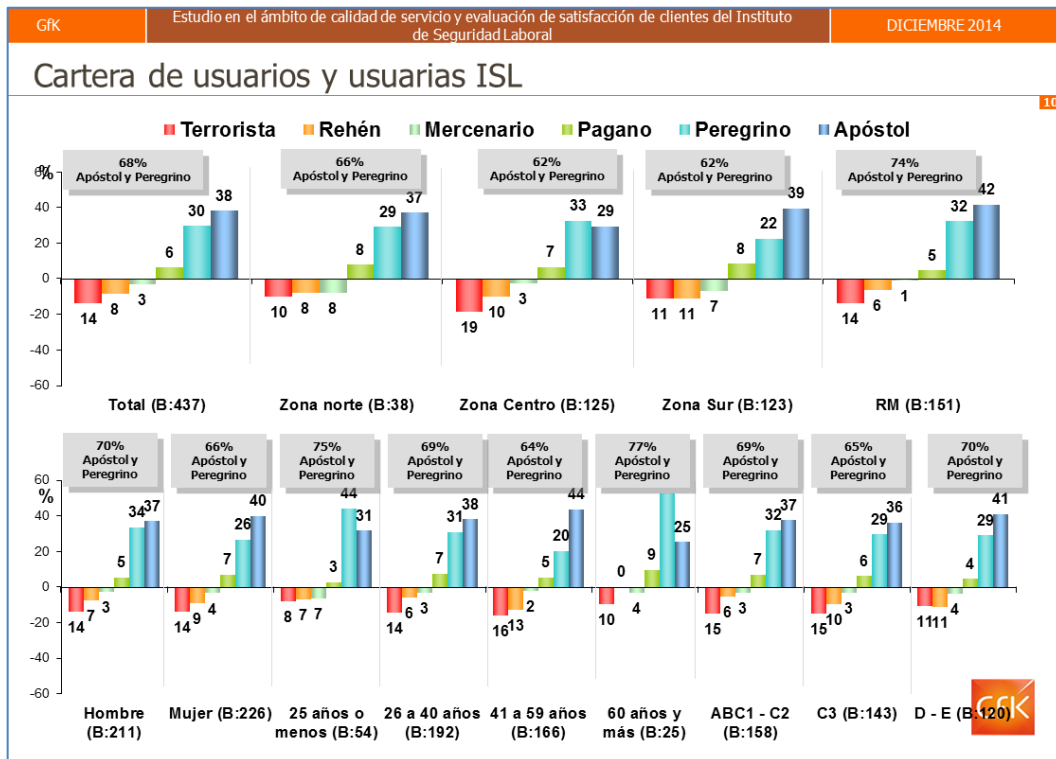 GfK
Estudio en el ámbito de calidad de servicio y evaluación de satisfacción de clientes del Instituto
de Seguridad Laboral
DICIEMBRE 2014
Cartera de usuarios y usuarias ISL
10
Terrorista Rehén Mercenario Pagano Peregrino Apóstol
68%
Apóstol y Peregrino
66%
Apóstol y Peregrino
62%
Apóstol y Peregrino
62%
Apóstol y Peregrino
74%
Apóstol y Peregrino
%
60
40
20
0
-20
-40
-60
14 8 3 6 30 38
10 8 8 8 29 37
19 10 3 7 33 29
11 11 7 8 22 39
14 6 1 5 32 42
Total (B:437) Zona norte (B:38) Zona Centro (B:125) Zona Sur (B:123) RM (B:151)
70%
Apóstol y
Peregrino
66%
Apóstol y
Peregrino
75%
Apóstol y
Peregrino
69%
Apóstol y
Peregrino
64%
Apóstol y
Peregrino
77%
Apóstol y
Peregrino
69%
Apóstol y
Peregrino
65%
Apóstol y
Peregrino
70%
Apóstol y
Peregrino
60
%
40
20
0
-20
-40
-60
14 7 3 5 34 37
14 9 4 7 26 40
8 7 7 3 44 31
14 6 3 7 31 38
16 13 2 5 20 44
10 0 4 9 25
15 6 3 7 32 37
15 10 3 6 29 36
11 11 4 4 29 41
Hombre
(B:211)
Mujer (B:226)
25 años o
menos (B:54)
26 a 40 años
(B:192)
41 a 59 años
(B:166)
60 años y
más (B:25)
ABC1 - C2
(B:158)
C3 (B:143)
D - E (B:120)
GfK